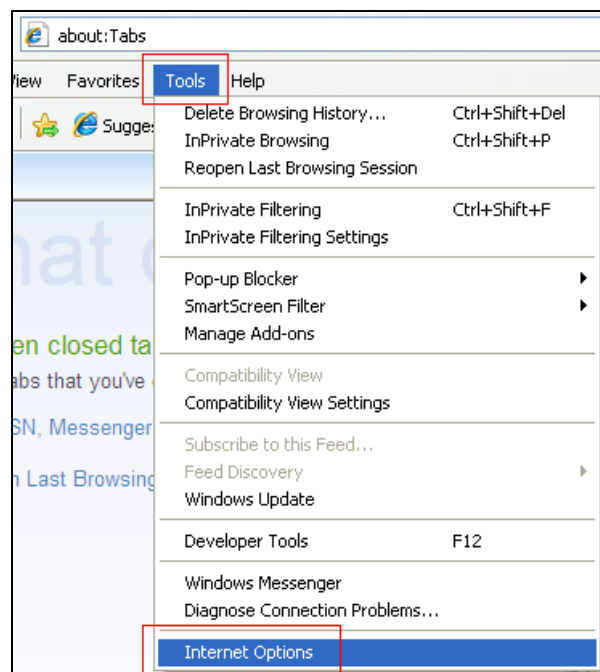 about:Tabs
iew Favorites Tools Help
Delete Browsing History... Ctrl+Shift+Del
Sugges
InPrivate Browsing Ctrl+Shift+P
Reopen Last Browsing Session
InPrivate Filtering Ctrl+Shift+F
InPrivate Filtering Settings
hat
Pop-up Blocker
SmartScreen Filter
Manage Add-ons
en closed ta
abs that you've
Compatibility View
Compatibility View Settings
SN, Messenger
Subscribe to this Feed...
Feed Discovery
n Last Browsing
Windows Update
Developer Tools F12
Windows Messenger
Diagnose Connection Problems...
Internet Options